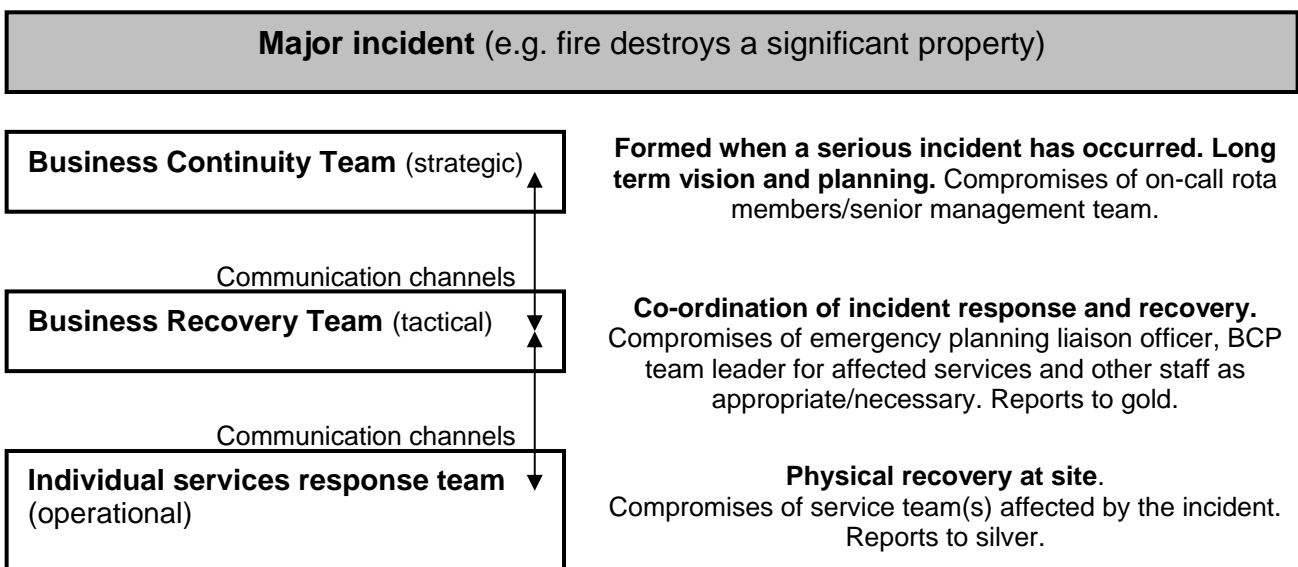 Major incident (e.g. fire destroys a significant property)
Business Continuity Team (strategic)
Formed when a serious incident has occurred. Long
term vision and planning. Compromises of on-call rota
members/senior management team.
Communication channels
Business Recovery Team (tactical)
Co-ordination of incident response and recovery.
Compromises of emergency planning liaison officer, BCP
team leader for affected services and other staff as
appropriate/necessary. Reports to gold.
Communication channels
Individual services response team
(operational)
Physical recovery at site.
Compromises of service team(s) affected by the incident.
Reports to silver.